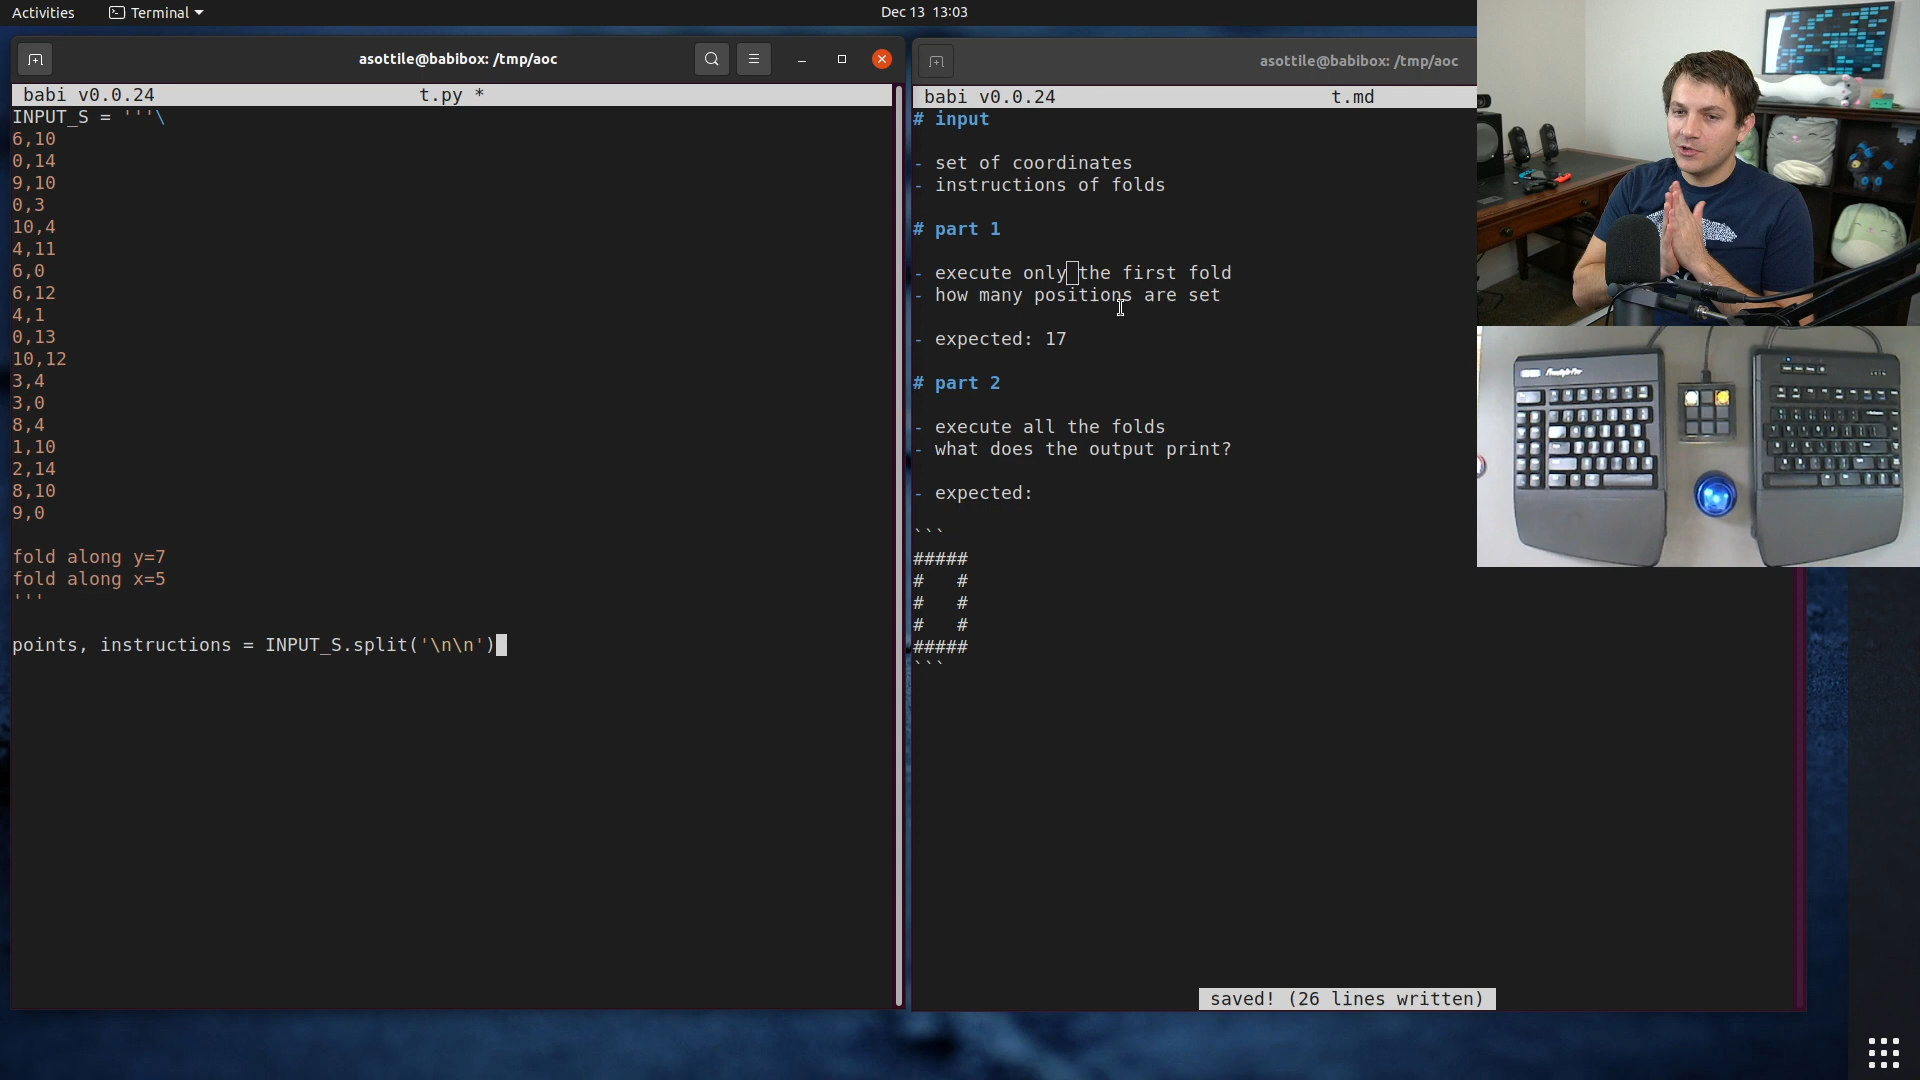 Activities
Terminal
Dec 13 13:03
asottile@babibox: /tmp/aoc
babi v0.0.24 t.py *
INPUT_S = '''\
6,10
0,14
9,10
0,3
10,4
4,11
6,0
6,12
4,1
0,13
10,12
3,4
3,0
8,4
1,10
2,14
8,10
9,0
fold along y=7
fold along x=5
'''
points, instructions = INPUT_S.split('\n\n')
asottile@babibox: /tmp/aoc
babi v0.0.24 t.md
# input
- set of coordinates
- instructions of folds
# part 1
- execute only the first fold
- how many positions are set
- expected: 17
# part 2
- execute all the folds
- what does the output print?
- expected:
```
#####
#   #
#   #
#   #
#####
```
saved! (26 lines written)